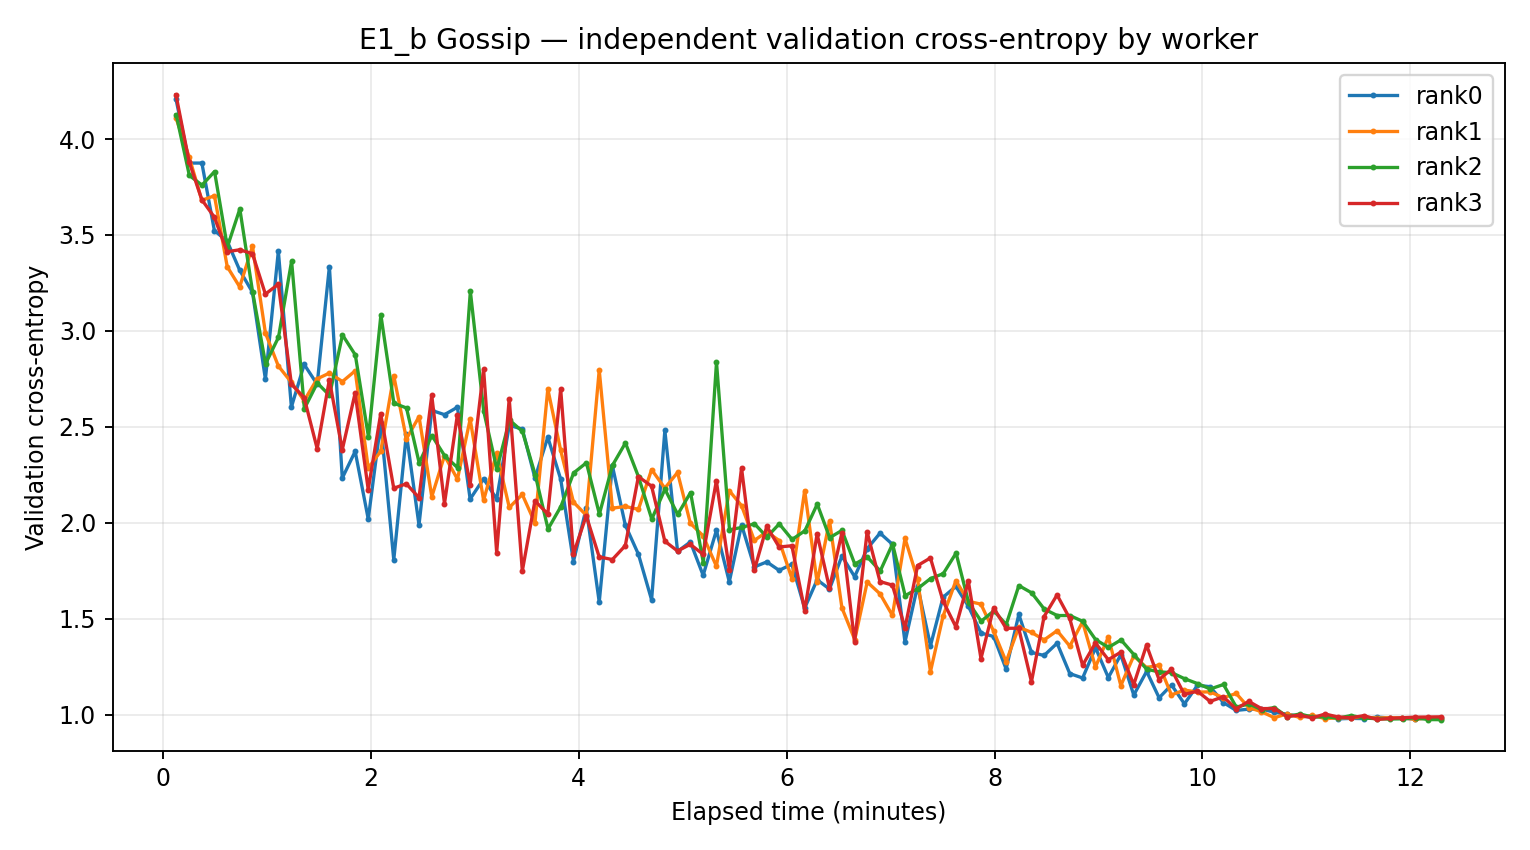 E1_b Gossip — independent validation cross-entropy by worker
rank0
rank1
rank2
rank3
Validation cross-entropy
4.0
3.5
3.0
2.5
2.0
1.5
1.0
0 2 4 6 8 10 12
Elapsed time (minutes)